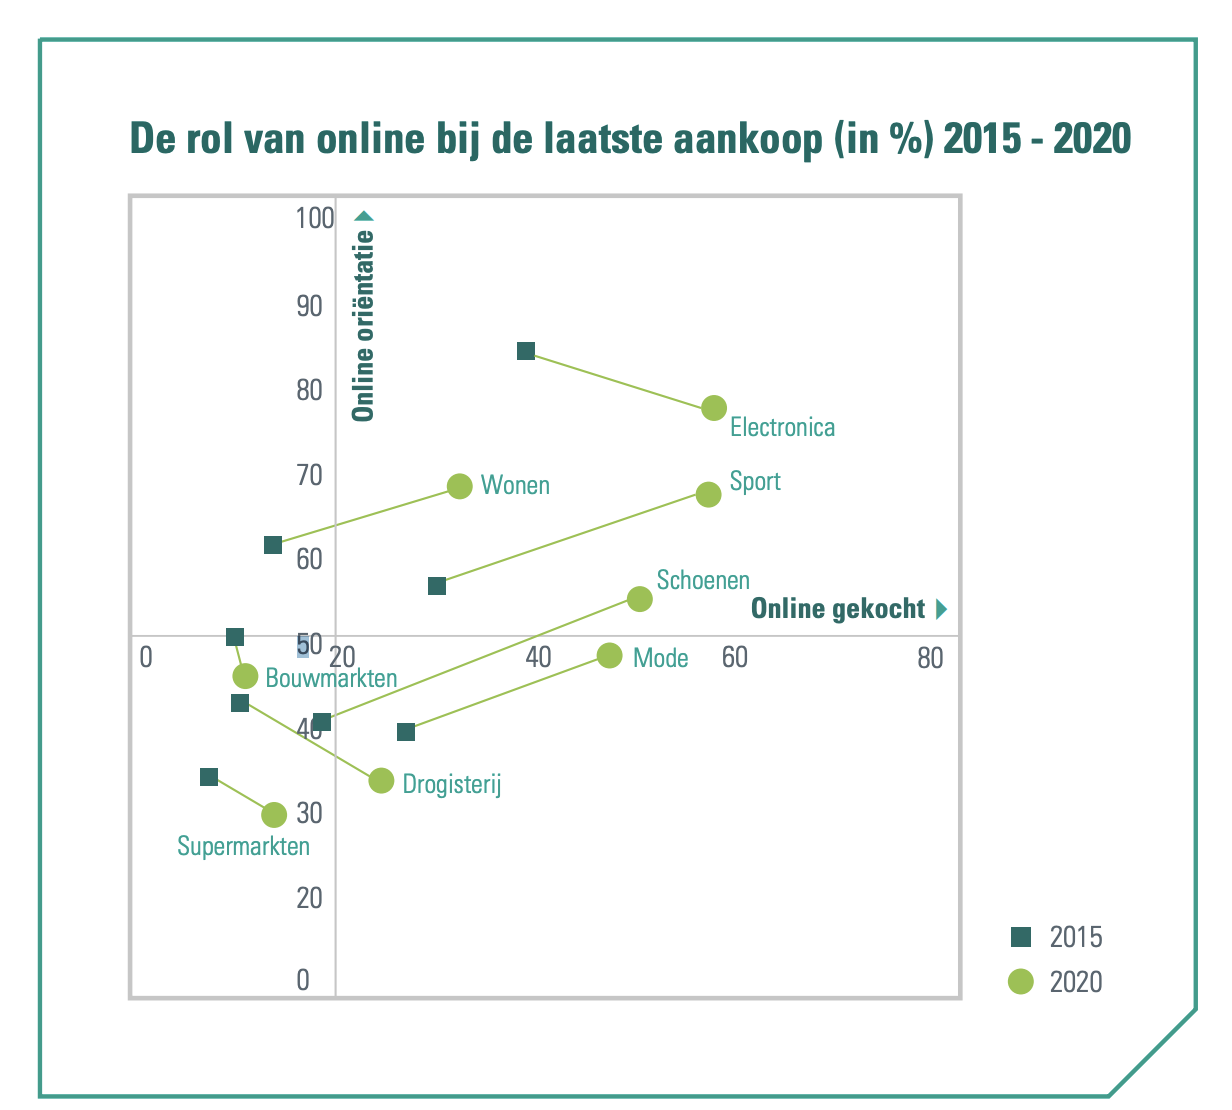 De rol van online bij de laatste aankoop (in %) 2015 - 2020
100
Online oriëntatie
90
80
Electronica
70
Wonen
Sport
60
Schoenen
Online gekocht
50
0
20
40
60
80
Mode
Bouwmarkten
40
Drogisterij
30
Supermarkten
20
0
2015
2020